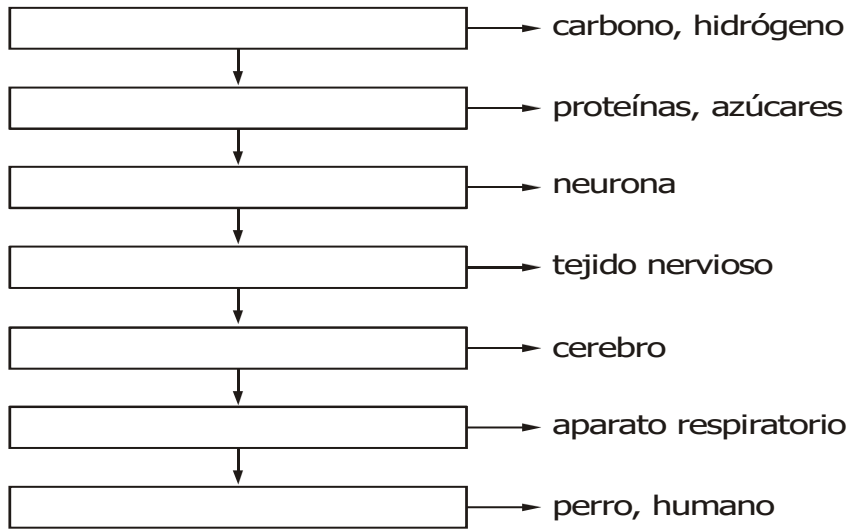 carbono, hidrógeno
proteínas, azúcares
neurona
tejido nervioso
cerebro
aparato respiratorio
perro, humano